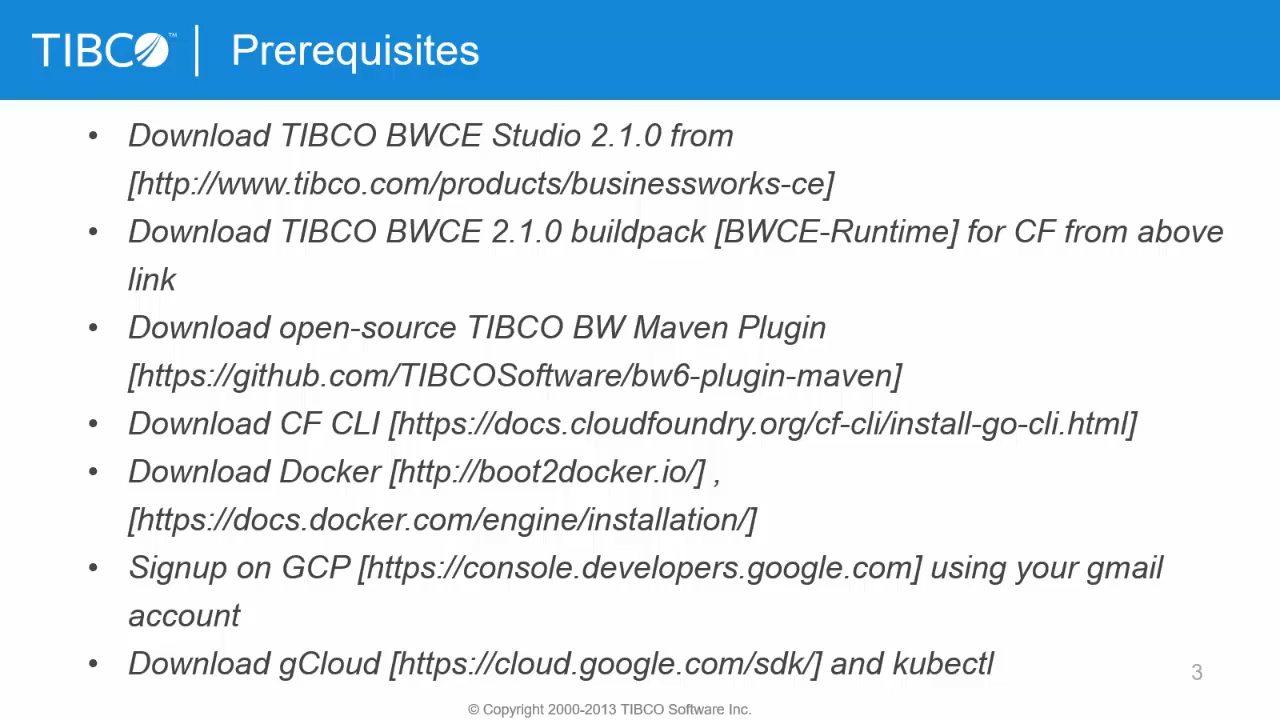 TIBCO™ | Prerequisites
• Download TIBCO BWCE Studio 2.1.0 from
[http://www.tibco.com/products/businessworks-ce]
• Download TIBCO BWCE 2.1.0 buildpack [BWCE-Runtime] for CF from above
link
• Download open-source TIBCO BW Maven Plugin
[https://github.com/TIBCOSoftware/bw6-plugin-maven]
• Download CF CLI [https://docs.cloudfoundry.org/cf-cli/install-go-cli.html]
• Download Docker [http://boot2docker.io/] ,
[https://docs.docker.com/engine/installation/]
• Signup on GCP [https://console.developers.google.com] using your gmail
account
• Download gCloud [https://cloud.google.com/sdk/] and kubectl
3
© Copyright 2000-2013 TIBCO Software Inc.